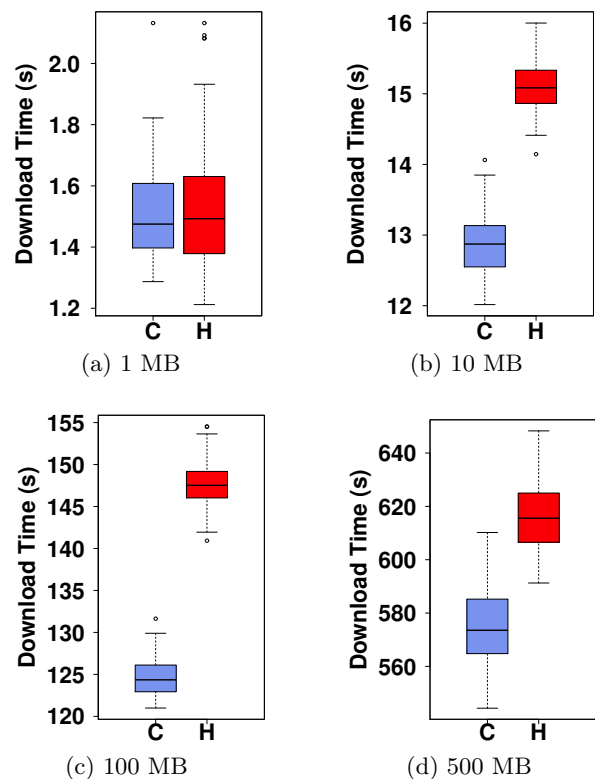 Download Time (s)
2.0
1.8
1.6
1.4
1.2
C H
(a) 1 MB
Download Time (s)
16
15
14
13
12
C H
(b) 10 MB
Download Time (s)
155
150
145
140
135
130
125
120
C H
(c) 100 MB
Download Time (s)
640
620
600
580
560
C H
(d) 500 MB